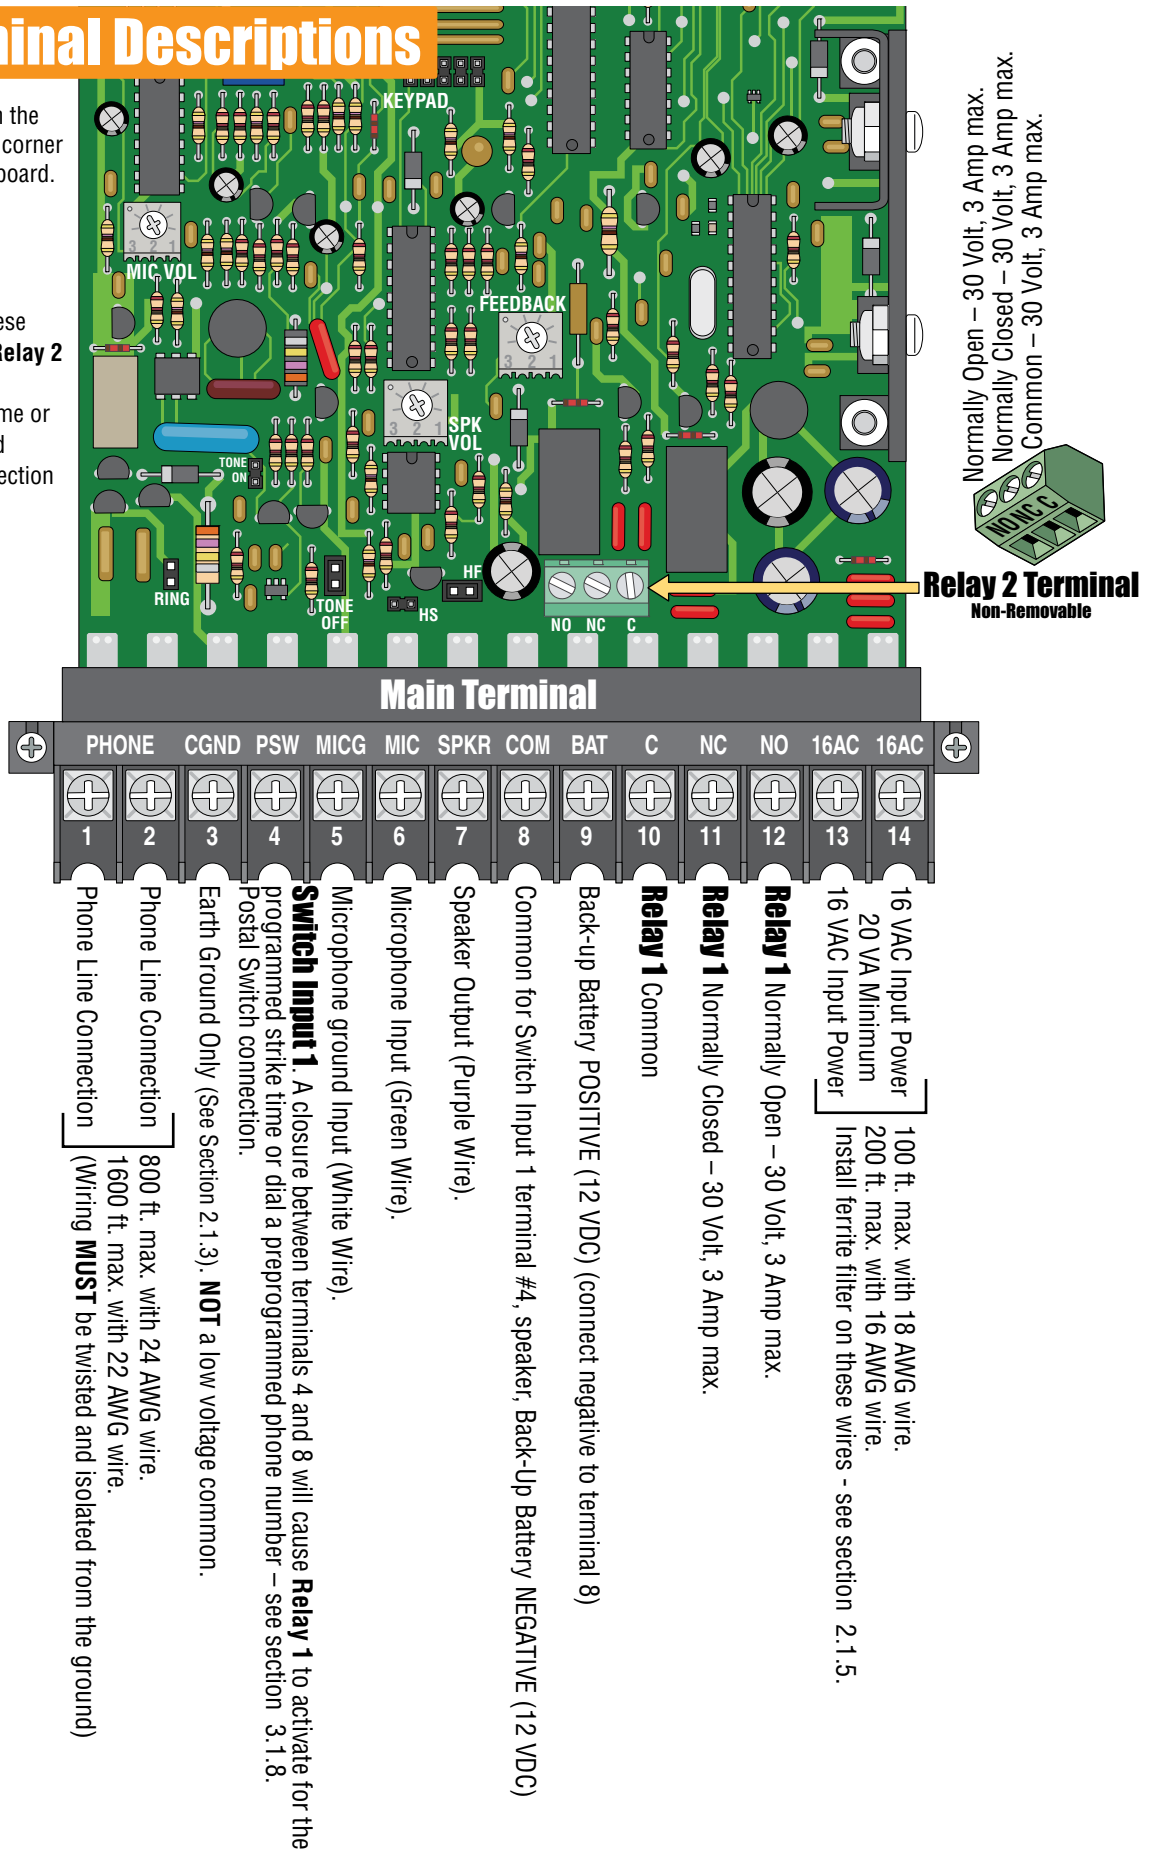 minal Descriptions
n the
corner
board.
ese
Relay 2
me or
d
ection
KEYPAD
3 2 1
MIC VOL
FEEDBACK
3 2 1
3 2 1
SPK
VOL
TONE
ON
RING
TONE
OFF
HS
HF
NO NC C
Normally Open – 30 Volt, 3 Amp max.
Normally Closed – 30 Volt, 3 Amp max.
Common – 30 Volt, 3 Amp max.
NO NC C
Relay 2 Terminal
Non-Removable
Main Terminal
PHONE CGND PSW MICG MIC SPKR COM BAT C NC NO 16AC 16AC
1 2 3 4 5 6 7 8 9 10 11 12 13 14
16 VAC Input Power
20 VA Minimum
16 VAC Input Power
100 ft. max. with 18 AWG wire.
200 ft. max. with 16 AWG wire.
Install ferrite filter on these wires - see section 2.1.5.
Relay 1 Normally Open – 30 Volt, 3 Amp max.
Relay 1 Normally Closed – 30 Volt, 3 Amp max.
Relay 1 Common
Back-up Battery POSITIVE (12 VDC) (connect negative to terminal 8)
Common for Switch Input 1 terminal #4, speaker, Back-Up Battery NEGATIVE (12 VDC)
Speaker Output (Purple Wire).
Microphone Input (Green Wire).
Microphone ground Input (White Wire).
Switch Input 1. A closure between terminals 4 and 8 will cause Relay 1 to activate for the
programmed strike time or dial a preprogrammed phone number – see section 3.1.8.
Postal Switch connection.
Earth Ground Only (See Section 2.1.3). NOT a low voltage common.
Phone Line Connection
Phone Line Connection
800 ft. max. with 24 AWG wire.
1600 ft. max. with 22 AWG wire.
(Wiring MUST be twisted and isolated from the ground)